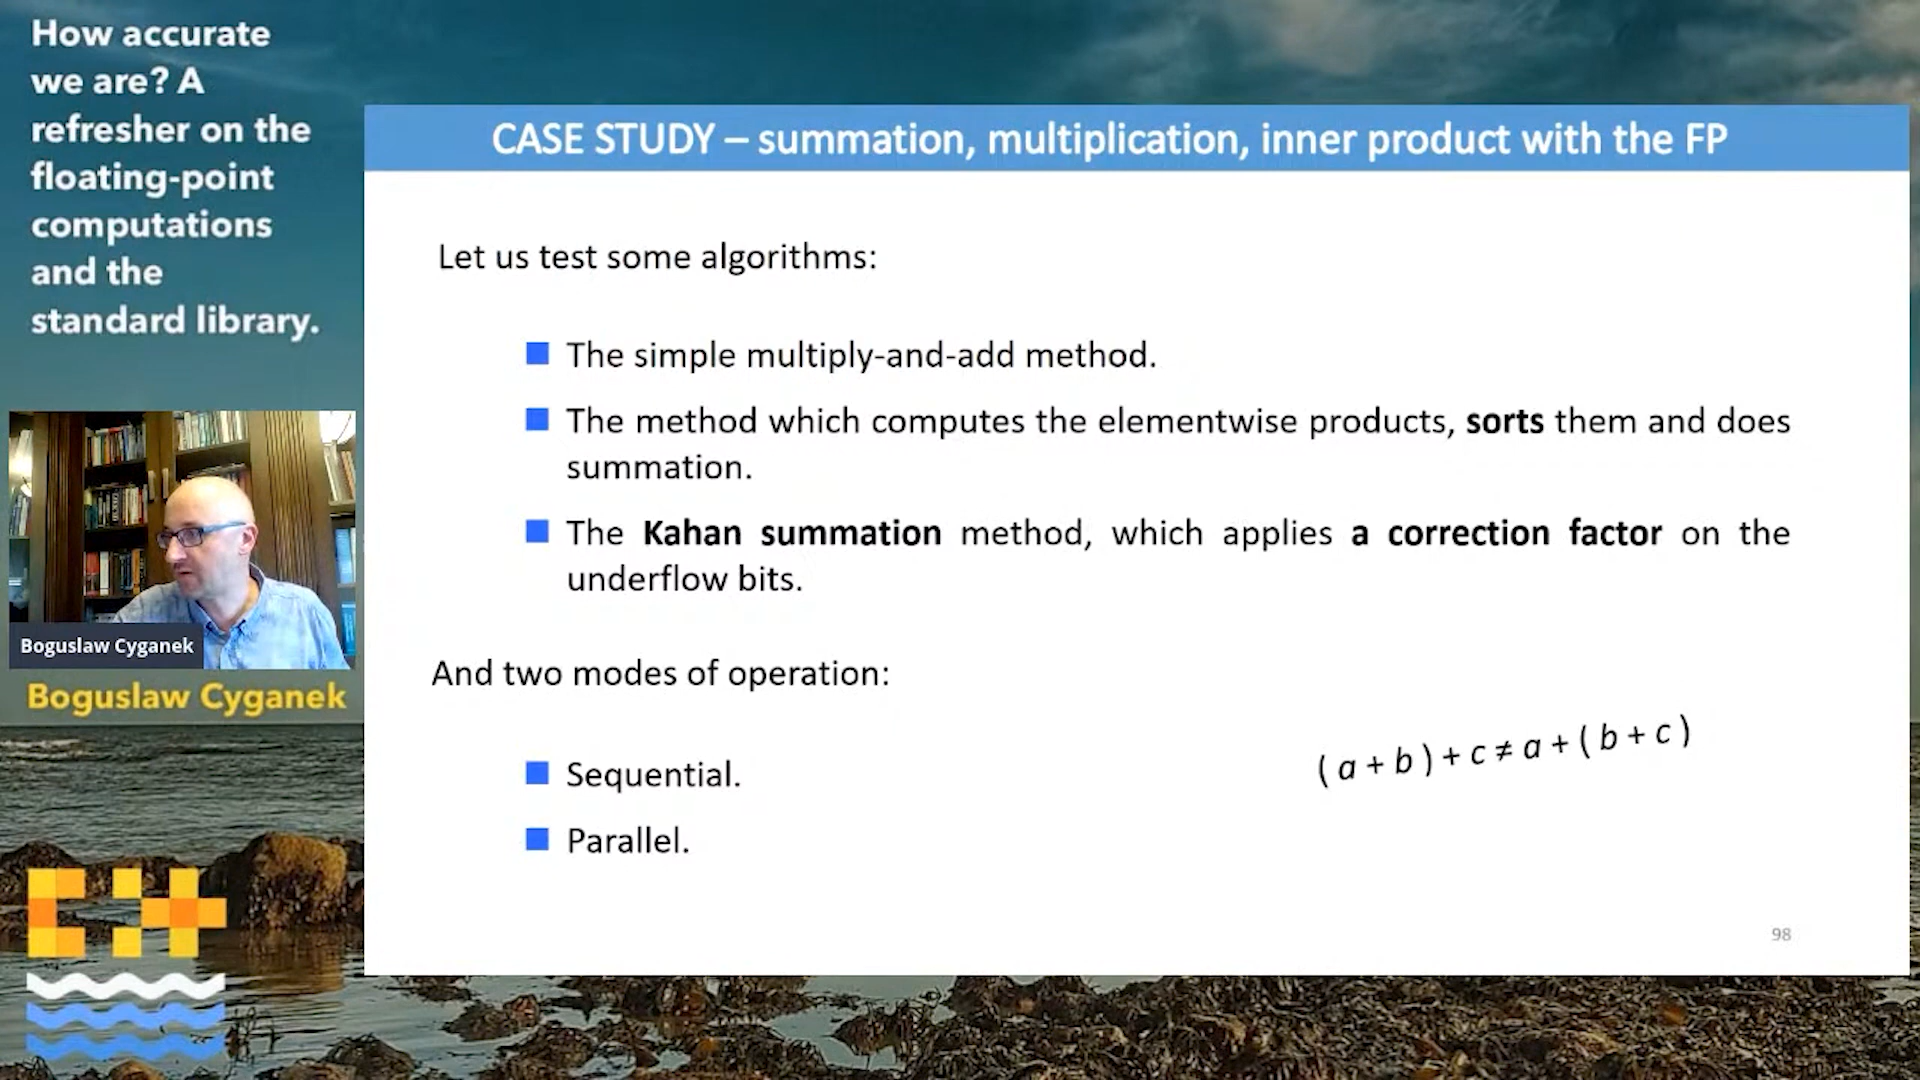 How accurate
we are? A
refresher on the
floating-point
computations
and the
standard library.
Boguslaw Cyganek
Boguslaw Cyganek
CASE STUDY – summation, multiplication, inner product with the FP
Let us test some algorithms:
The simple multiply-and-add method.
The method which computes the elementwise products, sorts them and does
summation.
The Kahan summation method, which applies a correction factor on the
underflow bits.
And two modes of operation:
Sequential.
Parallel.
( a + b ) + c ≠ a + ( b + c )
98